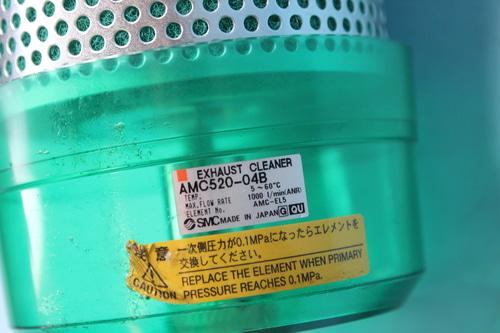 EXHAUST CLEANER
AMC520-04B
TEMP. 5~60℃
MAX.FLOW RATE 1000 l/min(ANR)
ELEMENT No. AMC-EL5
SMC MADE IN JAPAN G QU
注意
CAUTION
一次側圧力が0.1MPaになったらエレメントを
交換してください。
REPLACE THE ELEMENT WHEN PRIMARY
PRESSURE REACHES 0.1MPa.